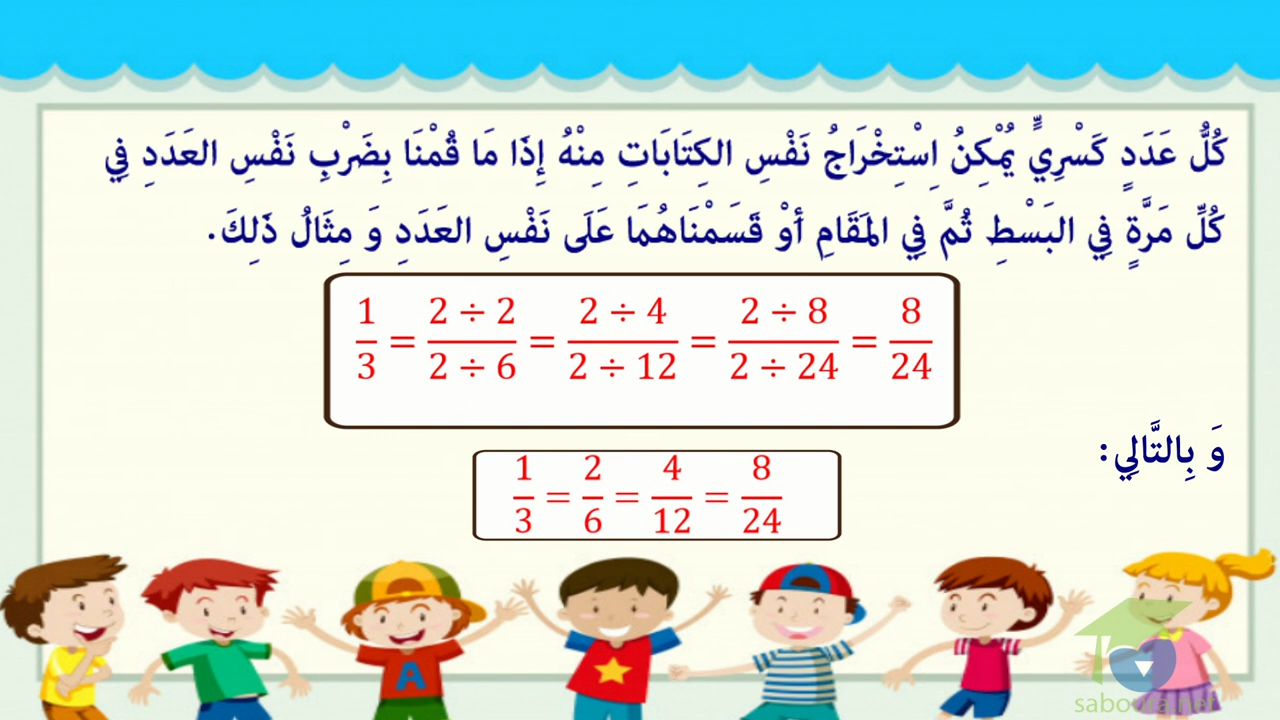 كُلُّ عَدَدٍ كَسْرِيٍّ يُمْكِنُ اِسْتِخْرَاجُ نَفْسِ الكِتَابَاتِ مِنْهُ إِذَا مَا قُمْنَا بِضَرْبِ نَفْسِ العَدَدِ فِي
كُلِّ مَرَّةٍ فِي البَسْطِ ثُمَّ فِي المَقَامِ أَوْ قَسَمْنَاهُمَا عَلَى نَفْسِ العَدَدِ وَ مِثَالُ ذَلِكَ.
1/3 = (2 ÷ 2)/(2 ÷ 6) = (2 ÷ 4)/(2 ÷ 12) = (2 ÷ 8)/(2 ÷ 24) = 8/24
وَ بِالتَّالِي:
1/3 = 2/6 = 4/12 = 8/24
A